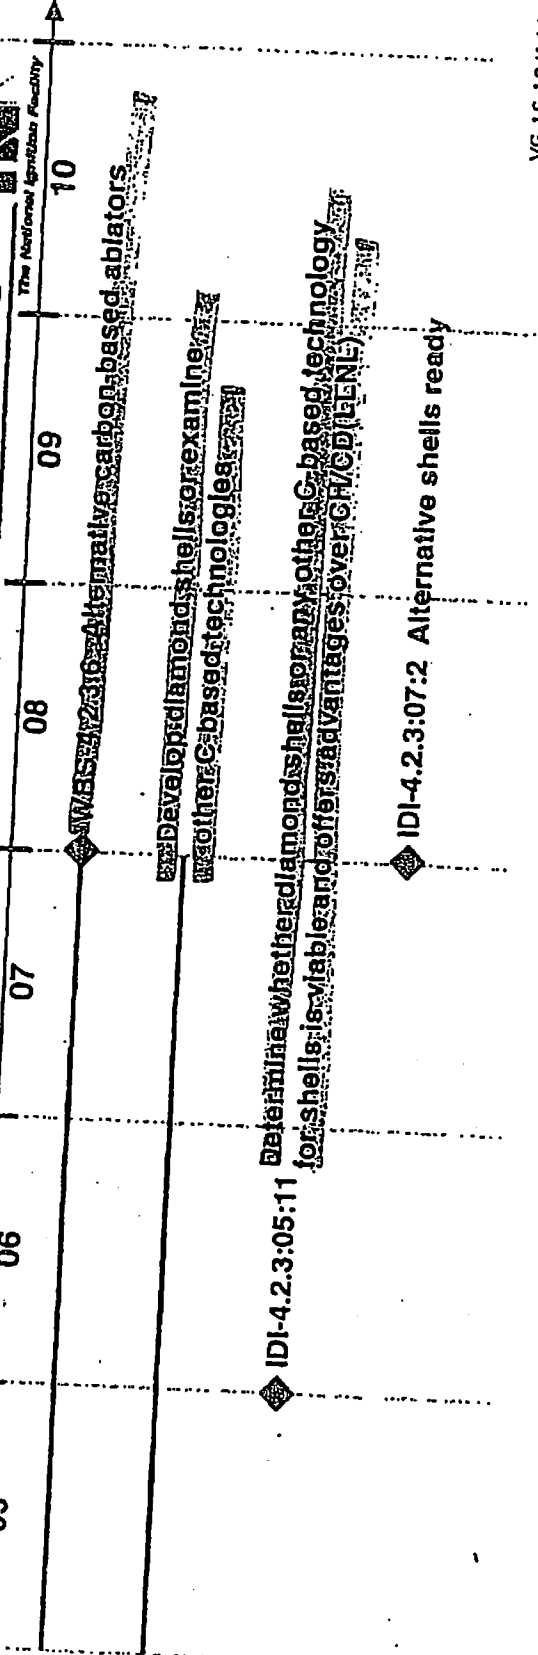 The National Ignition Facility
06 07 08 09 10
WBS 4.2.3.6 Alternative carbon based ablators
Develop diamond shells or examine
other C based technologies
IDI-4.2.3:05:11 Determine whether diamond shells or any other C based technology
for shells is viable and offers advantages over CH/CD (LLNL)
IDI-4.2.3:07:2 Alternative shells ready